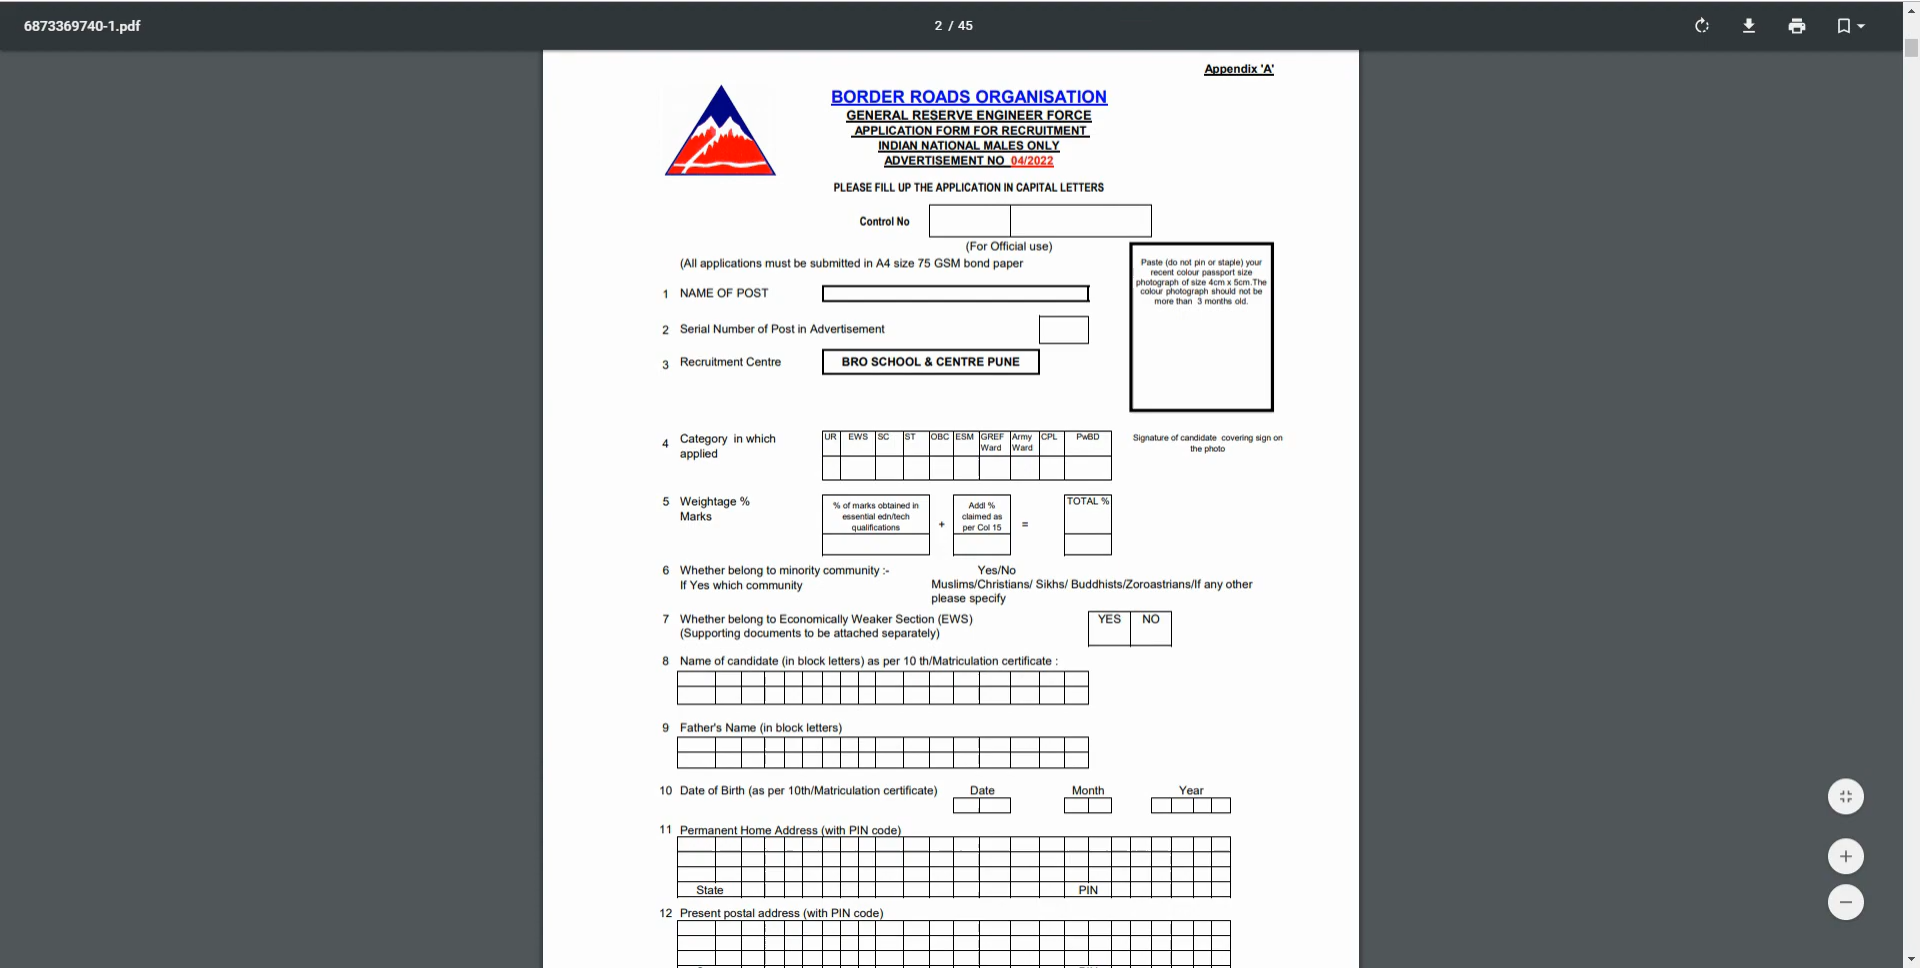 6873369740-1.pdf
2 / 45
Appendix 'A'
BORDER ROADS ORGANISATION
GENERAL RESERVE ENGINEER FORCE
APPLICATION FORM FOR RECRUITMENT
INDIAN NATIONAL MALES ONLY
ADVERTISEMENT NO 04/2022
PLEASE FILL UP THE APPLICATION IN CAPITAL LETTERS
Control No
(For Official use)
(All applications must be submitted in A4 size 75 GSM bond paper
Paste (do not pin or staple) your
recent colour passport size
photograph of size 4cm x 5cm.The
colour photograph should not be
more than 3 months old.
1 NAME OF POST
2 Serial Number of Post in Advertisement
3 Recruitment Centre BRO SCHOOL & CENTRE PUNE
4 Category in which
applied
UR EWS SC ST OBC ESM GREF Army CPL PwBD
Ward Ward
Signature of candidate covering sign on
the photo
5 Weightage %
Marks
% of marks obtained in
essential edn/tech
qualifications
+
Addl %
claimed as
per Col 15
=
TOTAL %
6 Whether belong to minority community :- Yes/No
If Yes which community Muslims/Christians/ Sikhs/ Buddhists/Zoroastrians/If any other
please specify
7 Whether belong to Economically Weaker Section (EWS) YES NO
(Supporting documents to be attached separately)
8 Name of candidate (in block letters) as per 10 th/Matriculation certificate :
9 Father's Name (in block letters)
10 Date of Birth (as per 10th/Matriculation certificate) Date Month Year
11 Permanent Home Address (with PIN code)
State PIN
12 Present postal address (with PIN code)